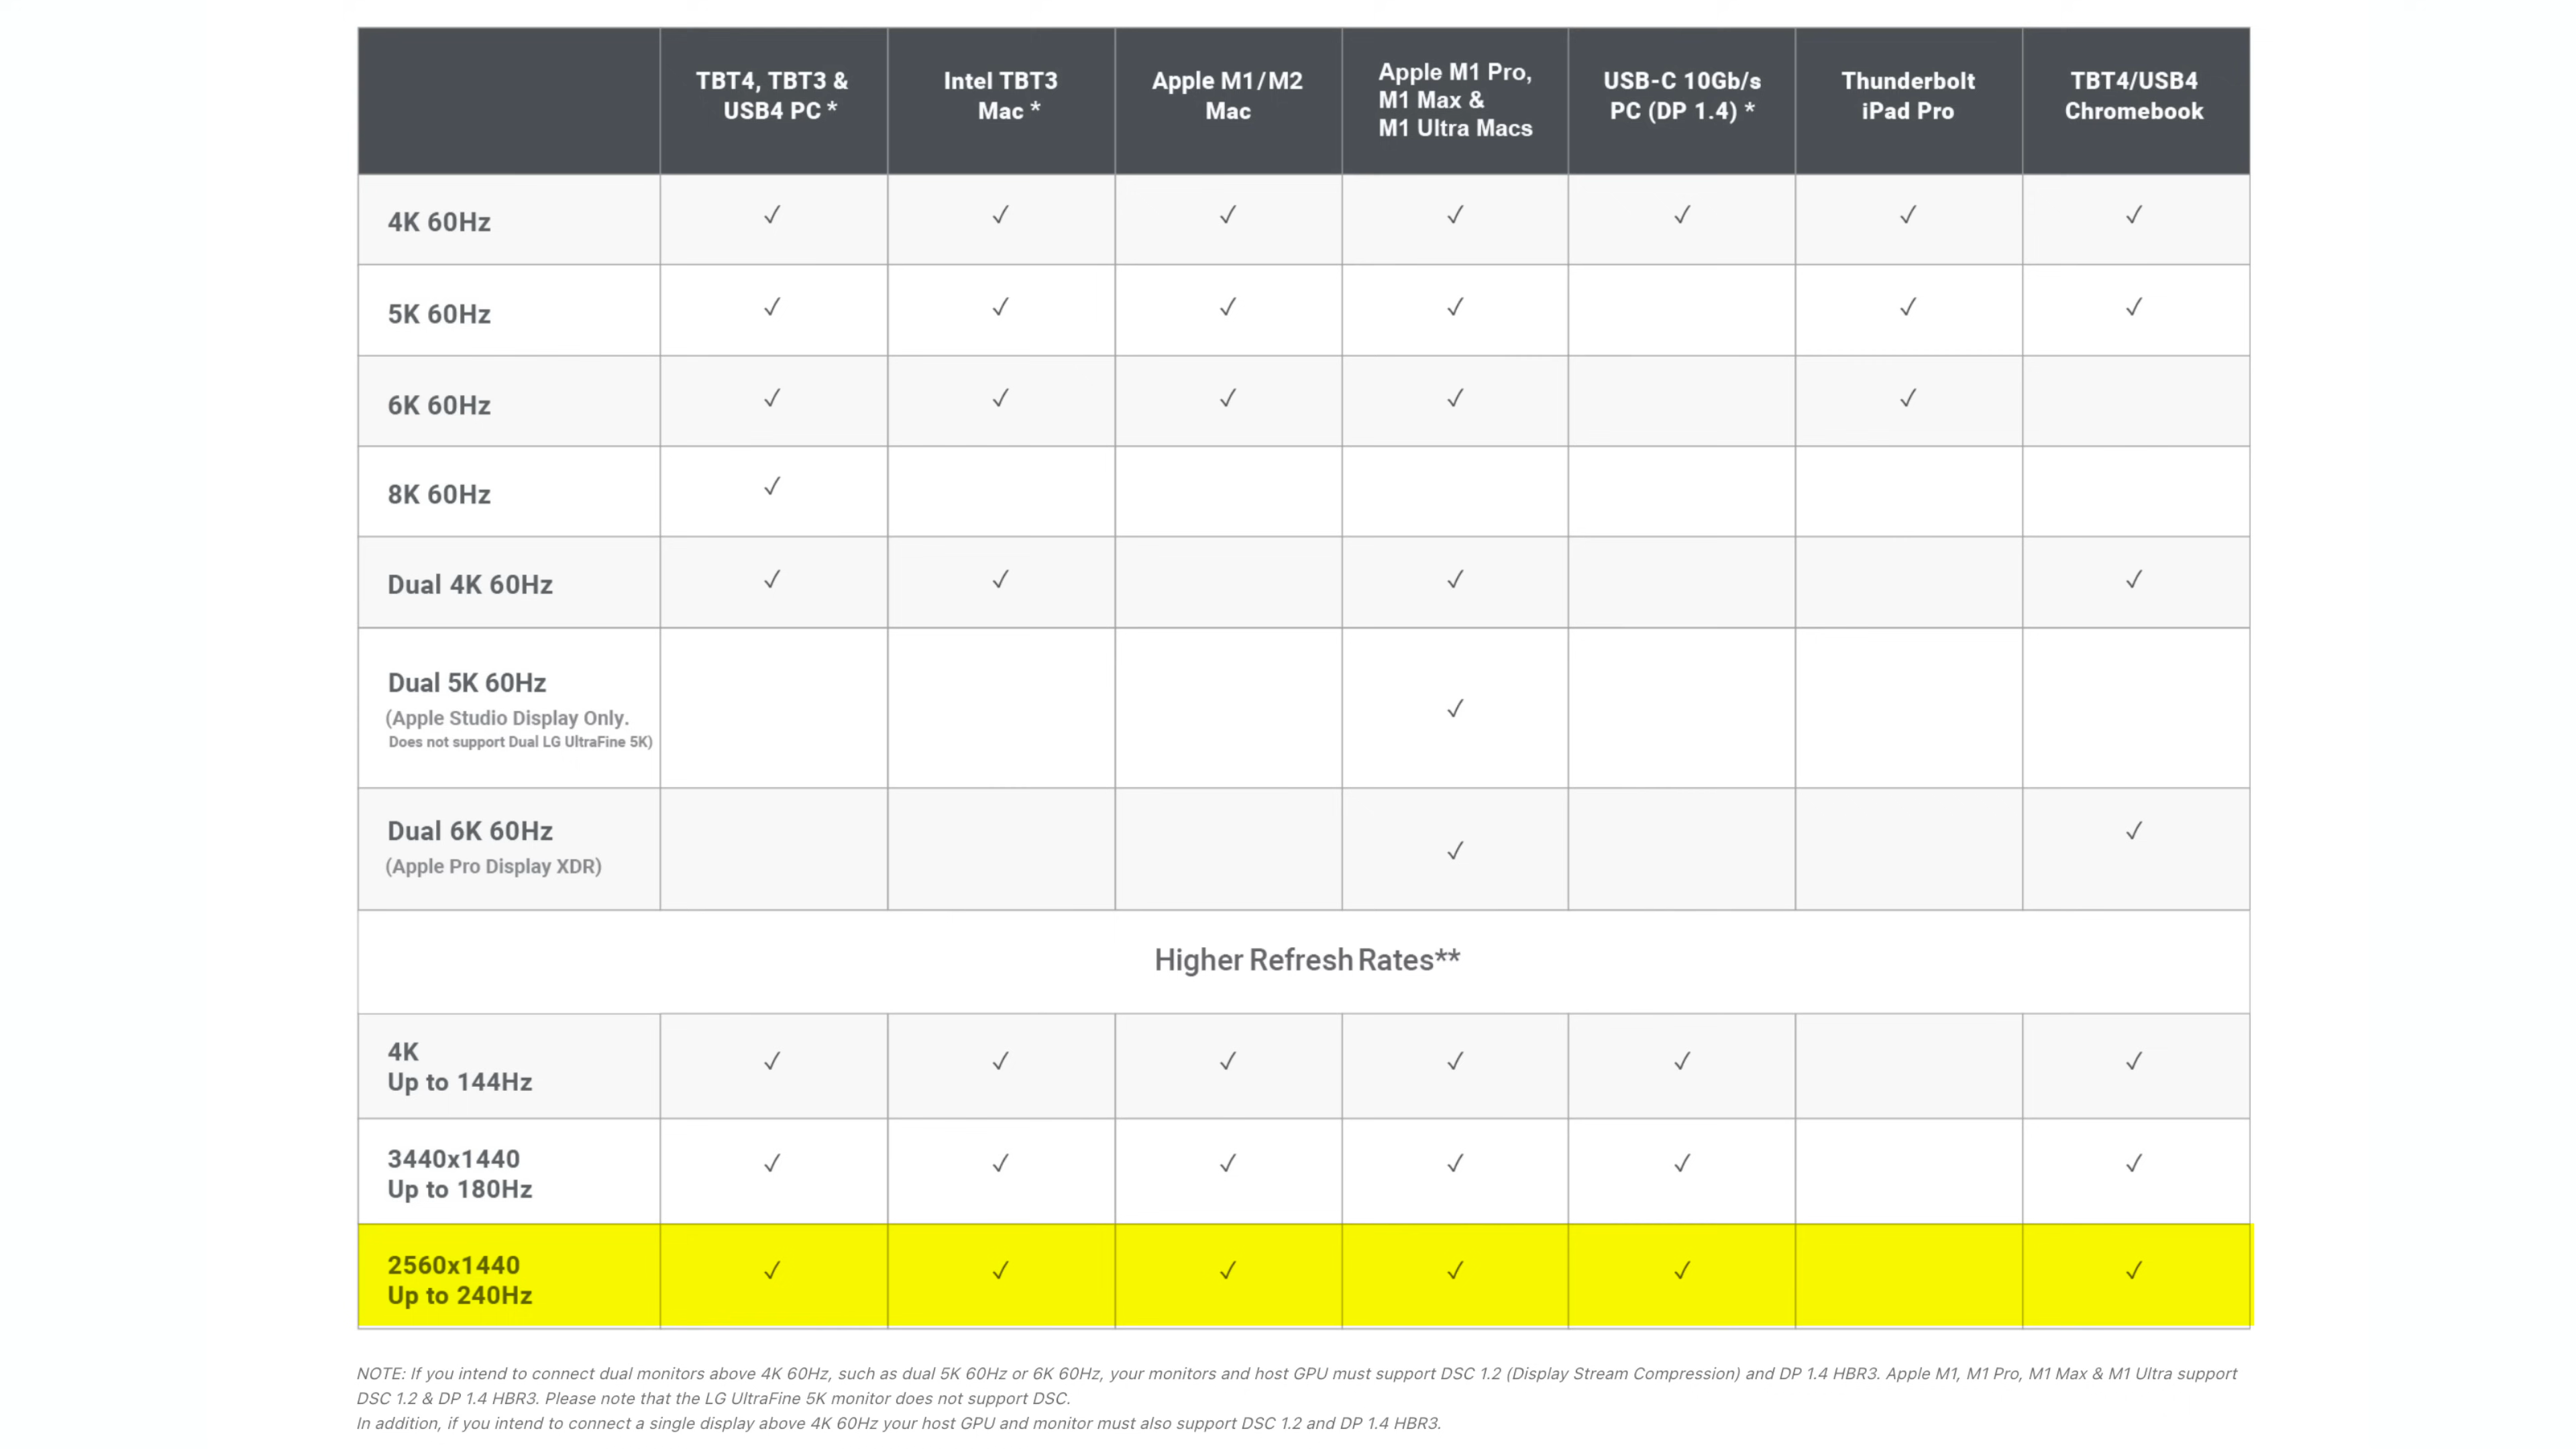 TBT4, TBT3 &
USB4 PC *
Intel TBT3
Mac *
Apple M1/M2
Mac
Apple M1 Pro,
M1 Max &
M1 Ultra Macs
USB-C 10Gb/s
PC (DP 1.4) *
Thunderbolt
iPad Pro
TBT4/USB4
Chromebook
4K 60Hz ✓ ✓ ✓ ✓ ✓ ✓ ✓
5K 60Hz ✓ ✓ ✓ ✓ ✓ ✓
6K 60Hz ✓ ✓ ✓ ✓ ✓
8K 60Hz ✓
Dual 4K 60Hz ✓ ✓ ✓ ✓
Dual 5K 60Hz
(Apple Studio Display Only.
Does not support Dual LG UltraFine 5K)
✓
Dual 6K 60Hz
(Apple Pro Display XDR)
✓ ✓
Higher Refresh Rates**
4K
Up to 144Hz
✓ ✓ ✓ ✓ ✓ ✓
3440x1440
Up to 180Hz
✓ ✓ ✓ ✓ ✓ ✓
2560x1440
Up to 240Hz
✓ ✓ ✓ ✓ ✓ ✓
NOTE: If you intend to connect dual monitors above 4K 60Hz, such as dual 5K 60Hz or 6K 60Hz, your monitors and host GPU must support DSC 1.2 (Display Stream Compression) and DP 1.4 HBR3. Apple M1, M1 Pro, M1 Max & M1 Ultra support
DSC 1.2 & DP 1.4 HBR3. Please note that the LG UltraFine 5K monitor does not support DSC.
In addition, if you intend to connect a single display above 4K 60Hz your host GPU and monitor must also support DSC 1.2 and DP 1.4 HBR3.